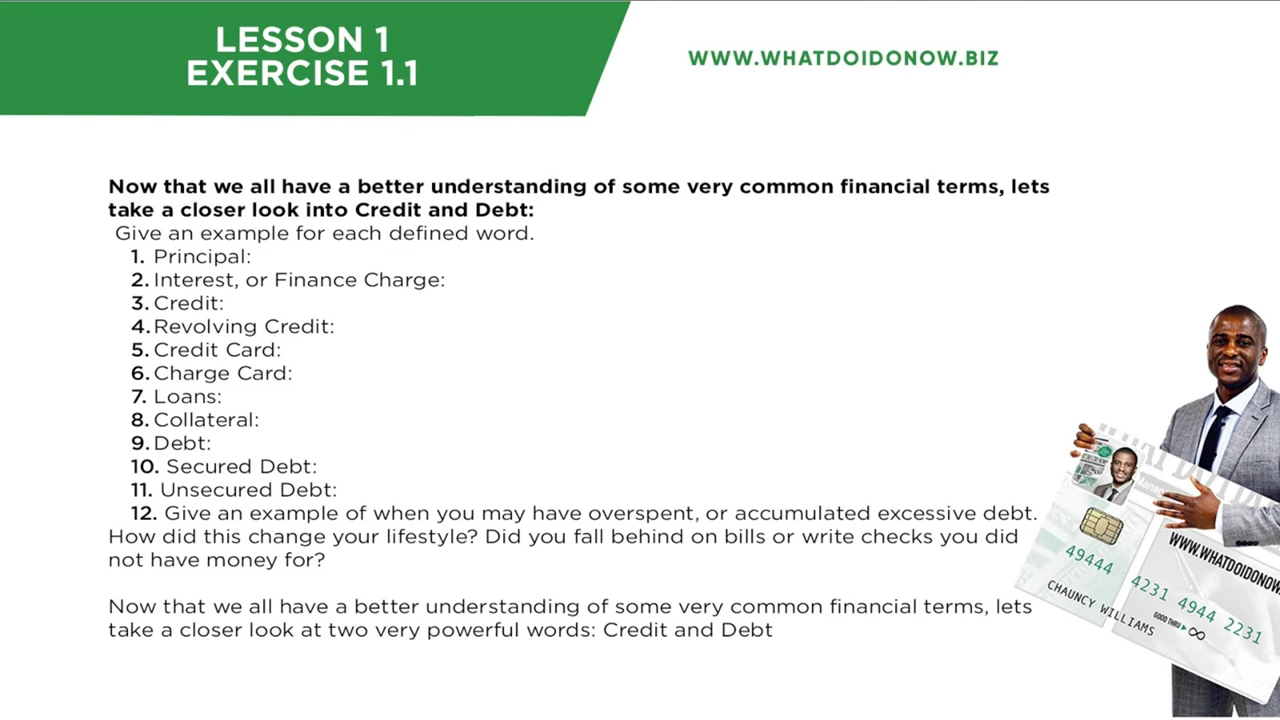 LESSON 1
EXERCISE 1.1
WWW.WHATDOIDONOW.BIZ
Now that we all have a better understanding of some very common financial terms, lets
take a closer look into Credit and Debt:
Give an example for each defined word.
1. Principal:
2. Interest, or Finance Charge:
3. Credit:
4. Revolving Credit:
5. Credit Card:
6. Charge Card:
7. Loans:
8. Collateral:
9. Debt:
10. Secured Debt:
11. Unsecured Debt:
12. Give an example of when you may have overspent, or accumulated excessive debt.
How did this change your lifestyle? Did you fall behind on bills or write checks you did
not have money for?
Now that we all have a better understanding of some very common financial terms, lets
take a closer look at two very powerful words: Credit and Debt
WWW.WHATDOIDONOW
49444
4231 4944 2231
CHAUNCY WILLIAMS
GOOD THRU ∞